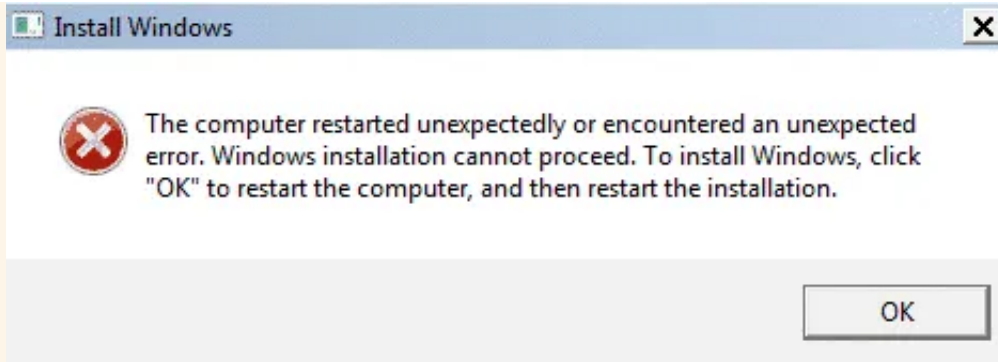 Install Windows
The computer restarted unexpectedly or encountered an unexpected
error. Windows installation cannot proceed. To install Windows, click
"OK" to restart the computer, and then restart the installation.
OK